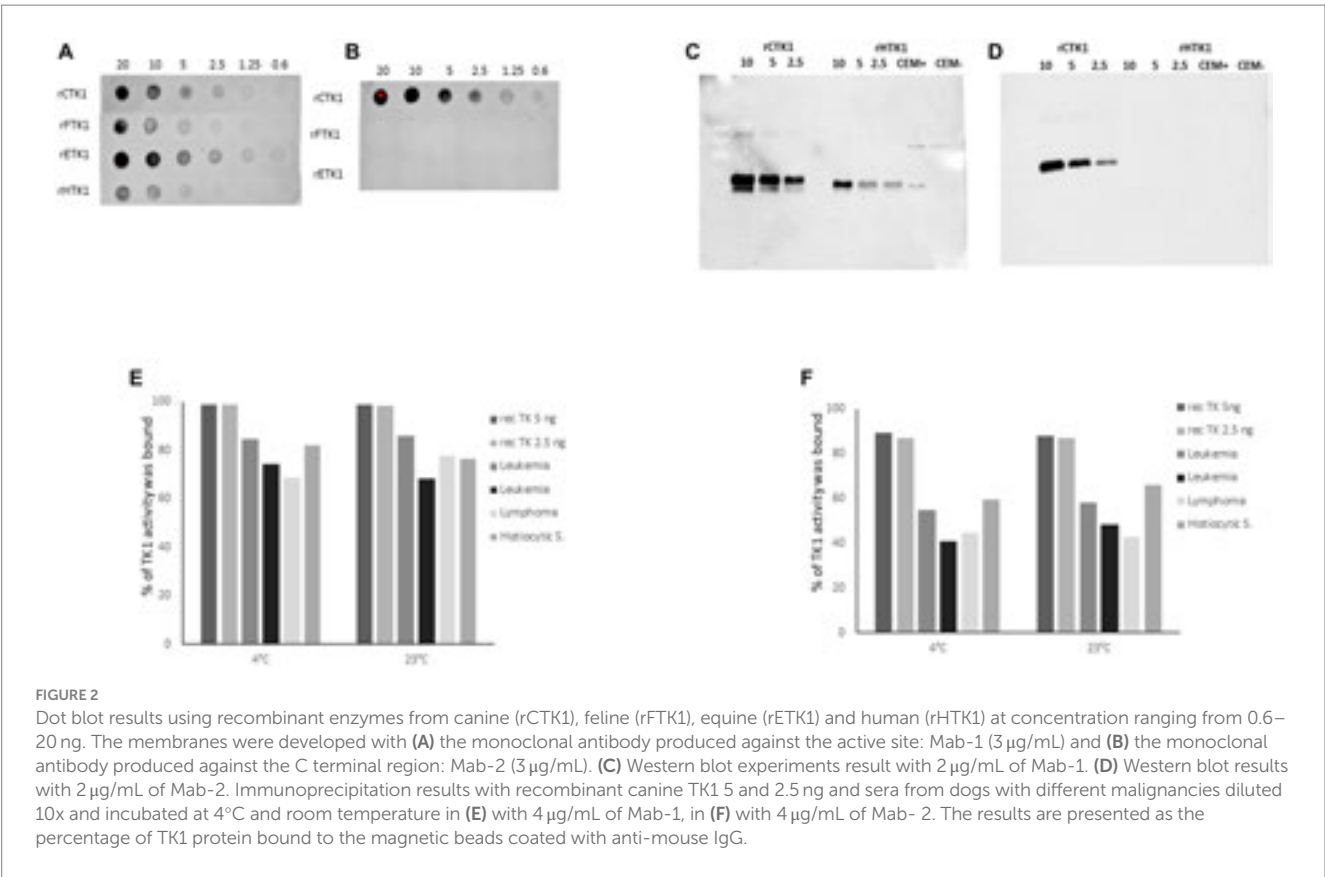 A
20 10 5 2.5 1.25 0.6
rCTK1
rFTK1
rETK1
rHTK1
B
20 10 5 2.5 1.25 0.6
rCTK1
rFTK1
rETK1
C
rCTK1 rHTK1
10 5 2.5 10 5 2.5 CEM+ CEM-
D
rCTK1 rHTK1
10 5 2.5 10 5 2.5 CEM+ CEM-
E
% of TK1 activity was bound
100
80
60
40
20
0
4°C 23°C
rec TK 5 ng
rec TK 2.5 ng
Leukemia
Leukemia
Lymphoma
Histiocytic S.
F
% of TK1 activity was bound
100
80
60
40
20
0
4°C 23°C
rec TK 5ng
rec TK 2.5 ng
Leukemia
Leukemia
Lymphoma
Histiocytic S.
FIGURE 2
Dot blot results using recombinant enzymes from canine (rCTK1), feline (rFTK1), equine (rETK1) and human (rHTK1) at concentration ranging from 0.6–
20 ng. The membranes were developed with (A) the monoclonal antibody produced against the active site: Mab-1 (3 μg/mL) and (B) the monoclonal
antibody produced against the C terminal region: Mab-2 (3 μg/mL). (C) Western blot experiments result with 2 μg/mL of Mab-1. (D) Western blot results
with 2 μg/mL of Mab-2. Immunoprecipitation results with recombinant canine TK1 5 and 2.5 ng and sera from dogs with different malignancies diluted
10x and incubated at 4°C and room temperature in (E) with 4 μg/mL of Mab-1, in (F) with 4 μg/mL of Mab- 2. The results are presented as the
percentage of TK1 protein bound to the magnetic beads coated with anti-mouse IgG.